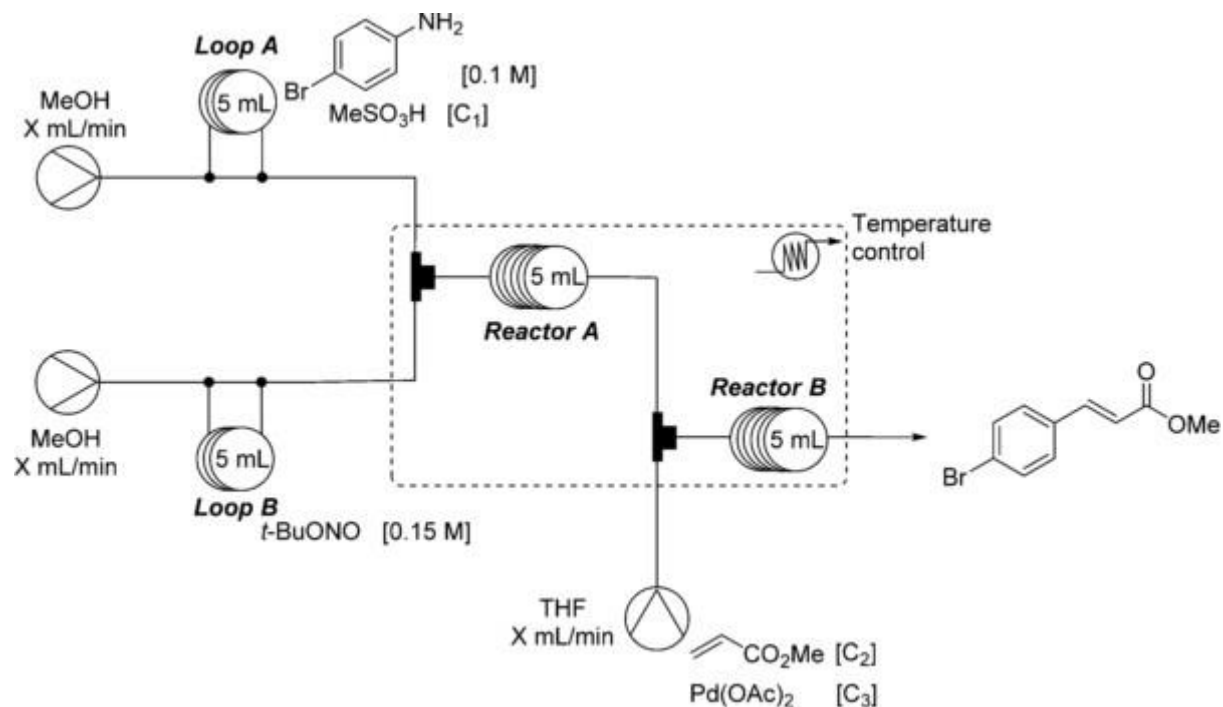 Loop A
NH₂
5 mL
Br
[0.1 M]
MeOH
X mL/min
MeSO₃H [C₁]
Temperature
control
5 mL
Reactor A
Reactor B
5 mL
O
OMe
Br
MeOH
X mL/min
5 mL
Loop B
t-BuONO [0.15 M]
THF
X mL/min
CO₂Me [C₂]
Pd(OAc)₂ [C₃]